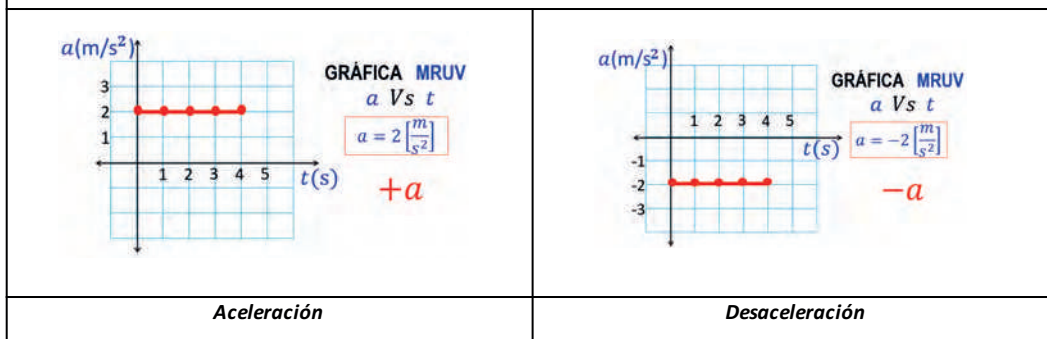 a(m/s²)
3
2
1
1 2 3 4 5
t(s)
GRÁFICA MRUV
a Vs t
a = 2 [m/s²]
+a
a(m/s²)
1 2 3 4 5
t(s)
-1
-2
-3
GRÁFICA MRUV
a Vs t
a = −2 [m/s²]
−a
Aceleración
Desaceleración